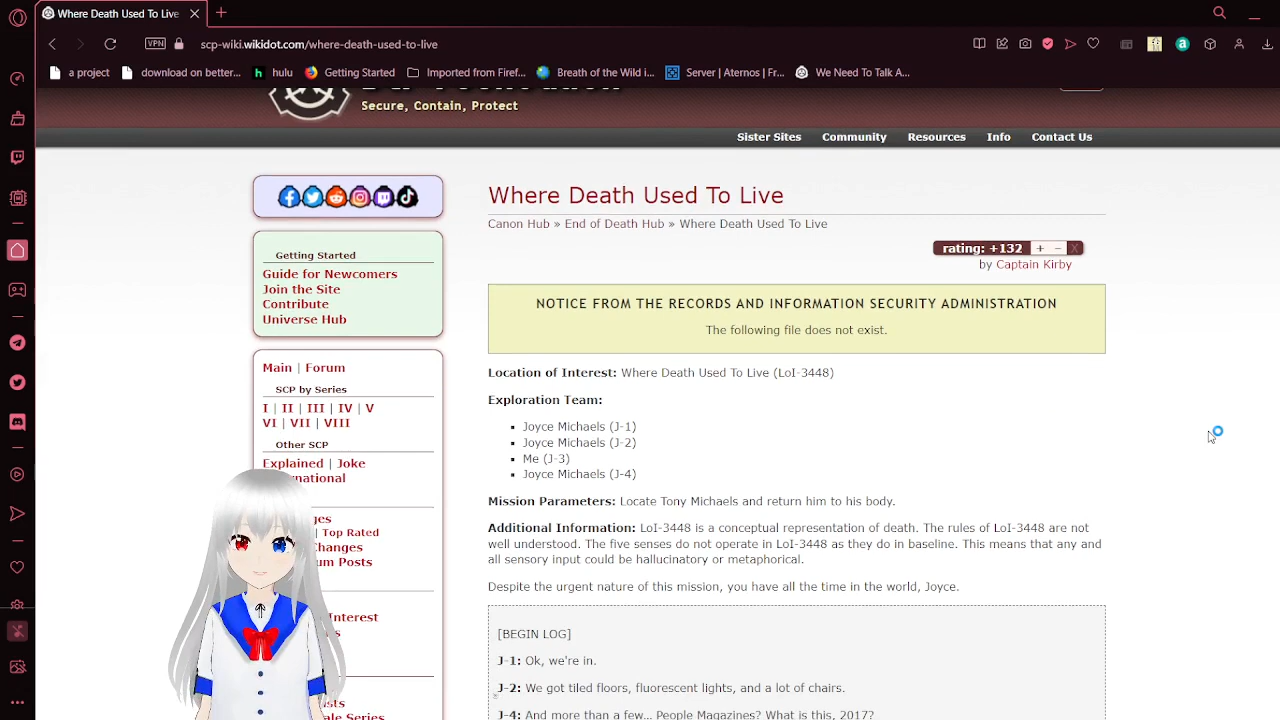 Where Death Used To Live
scp-wiki.wikidot.com/where-death-used-to-live
VPN
a project
download on better...
hulu
Getting Started
Imported from Firef...
Breath of the Wild i...
Server | Aternos | Fr...
We Need To Talk A...
Secure, Contain, Protect
Sister Sites Community Resources Info Contact Us
Getting Started
Guide for Newcomers
Join the Site
Contribute
Universe Hub
Main | Forum
SCP by Series
I | II | III | IV | V
VI | VII | VIII
Other SCP
Explained | Joke
Top Rated
Where Death Used To Live
Canon Hub » End of Death Hub » Where Death Used To Live
rating: +132 + – X
by Captain Kirby
NOTICE FROM THE RECORDS AND INFORMATION SECURITY ADMINISTRATION
The following file does not exist.
Location of Interest: Where Death Used To Live (LoI-3448)
Exploration Team:
Joyce Michaels (J-1)
Joyce Michaels (J-2)
Me (J-3)
Joyce Michaels (J-4)
Mission Parameters: Locate Tony Michaels and return him to his body.
Additional Information: LoI-3448 is a conceptual representation of death. The rules of LoI-3448 are not
well understood. The five senses do not operate in LoI-3448 as they do in baseline. This means that any and
all sensory input could be hallucinatory or metaphorical.
Despite the urgent nature of this mission, you have all the time in the world, Joyce.
[BEGIN LOG]
J-1: Ok, we're in.
J-2: We got tiled floors, fluorescent lights, and a lot of chairs.
J-4: And more than a few... People Magazines? What is this, 2017?